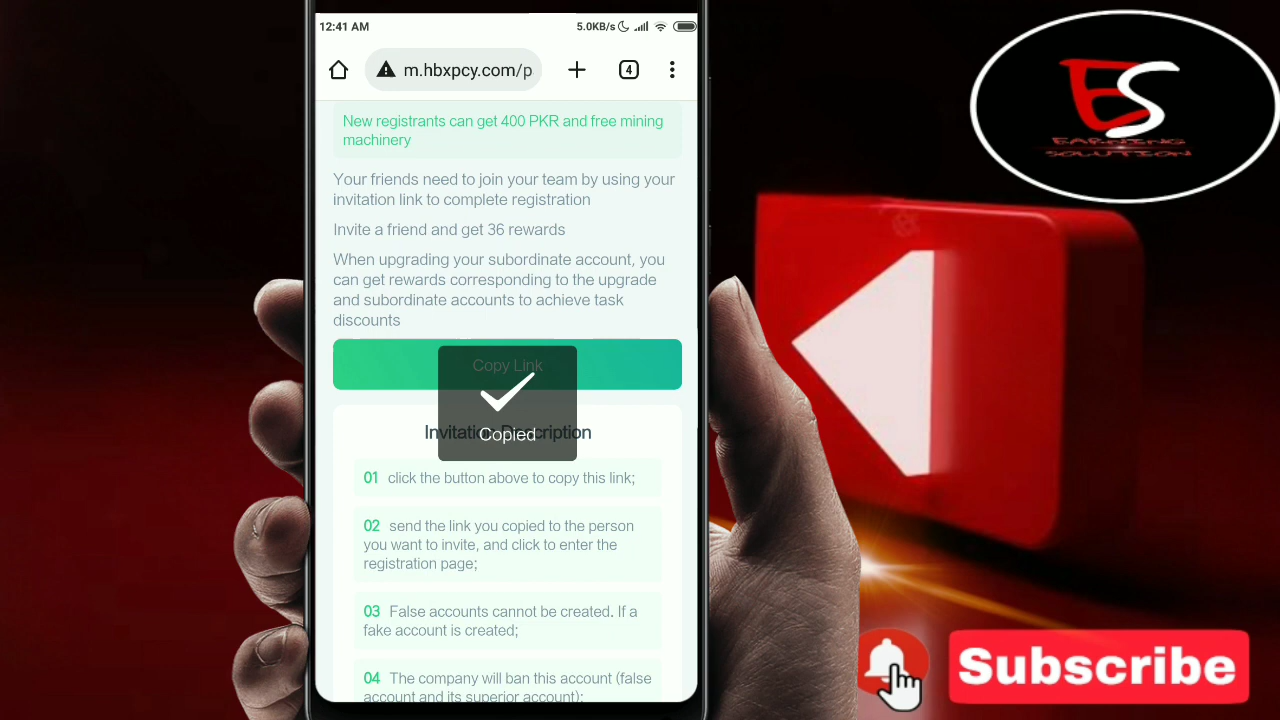 12:41 AM
5.0KB/s
m.hbxpcy.com/p
4
New registrants can get 400 PKR and free mining
machinery
Your friends need to join your team by using your
invitation link to complete registration
Invite a friend and get 36 rewards
When upgrading your subordinate account, you
can get rewards corresponding to the upgrade
and subordinate accounts to achieve task
discounts
Copy Link
Copied
Invitation Description
01 click the button above to copy this link;
02 send the link you copied to the person
you want to invite, and click to enter the
registration page;
03 False accounts cannot be created. If a
fake account is created;
04 The company will ban this account (false
account and its superior account);
ES
EARNING
SOLUTION
Subscribe